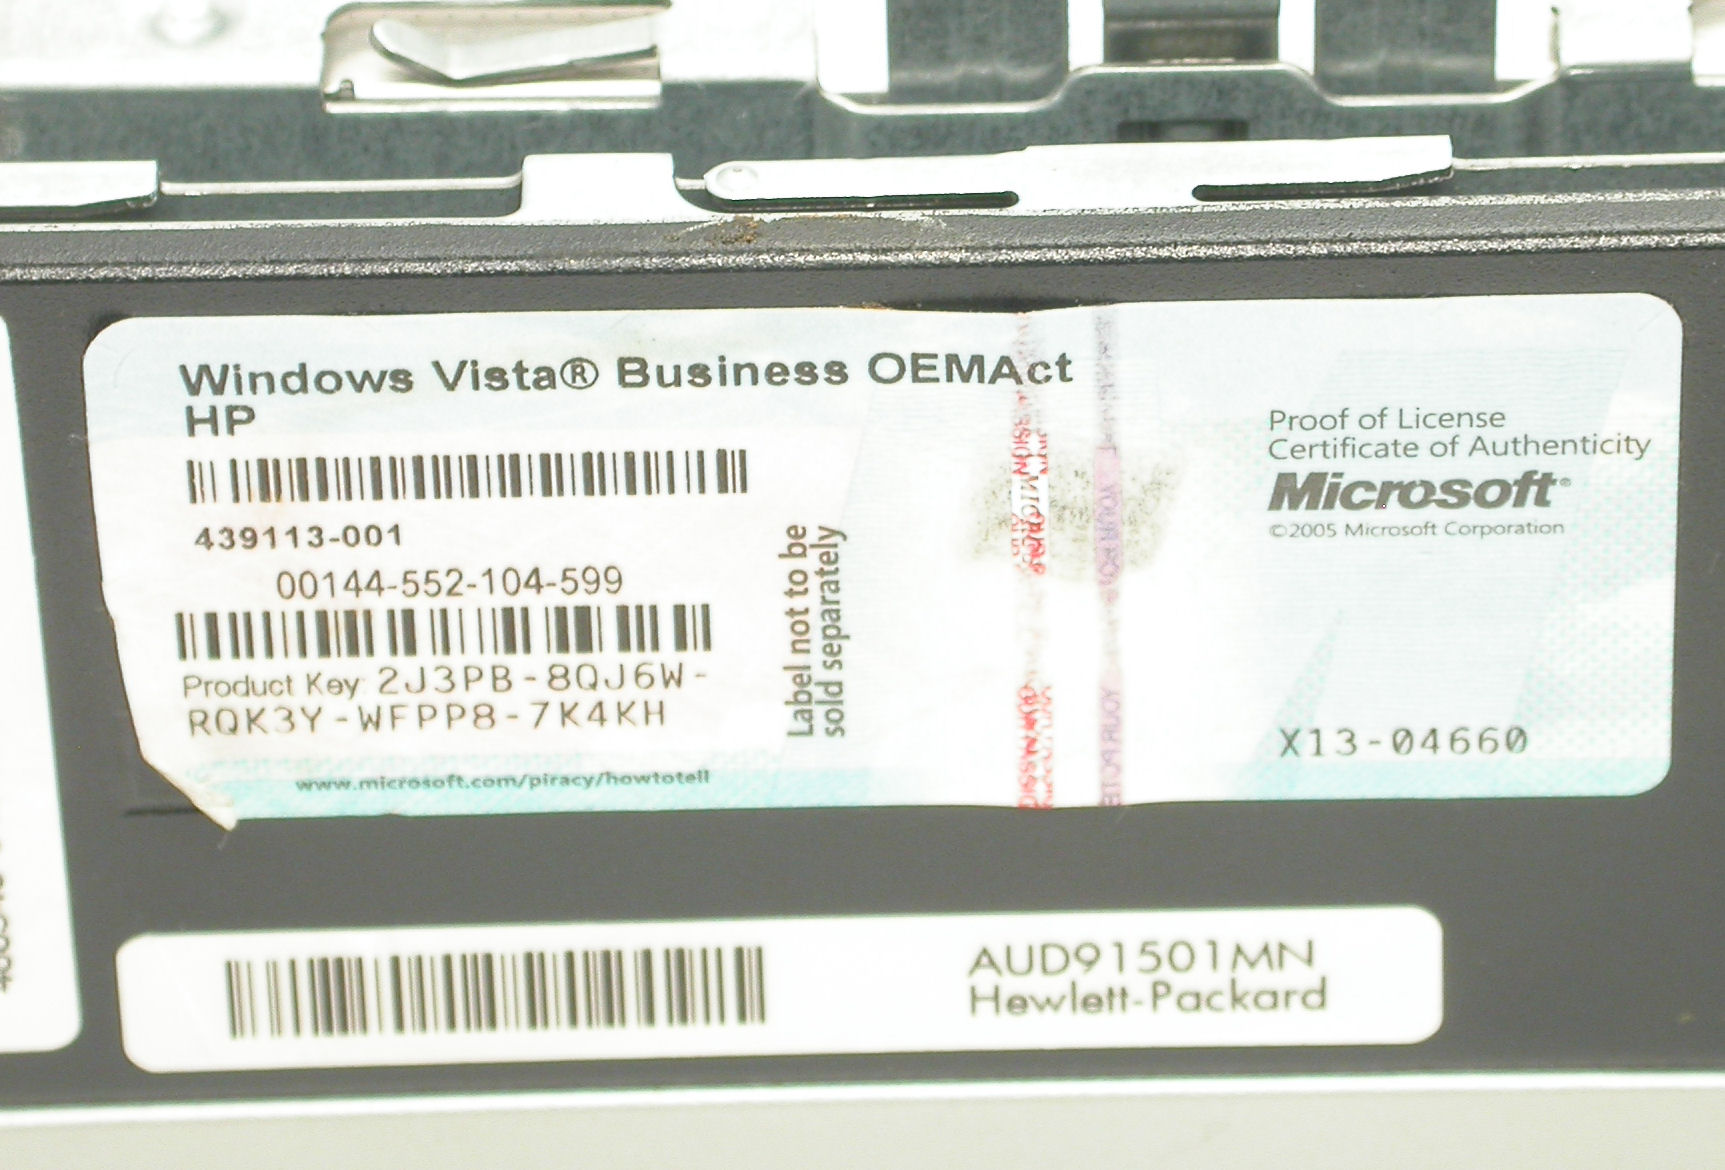 Windows Vista® Business OEMAct
HP
439113-001
00144-552-104-599
Product Key: 2J3PB-8QJ6W-
RQK3Y-WFPP8-7K4KH
www.microsoft.com/piracy/howtotell
Label not to be
sold separately
Proof of License
Certificate of Authenticity
Microsoft®
©2005 Microsoft Corporation
X13-04660
AUD91501MN
Hewlett-Packard